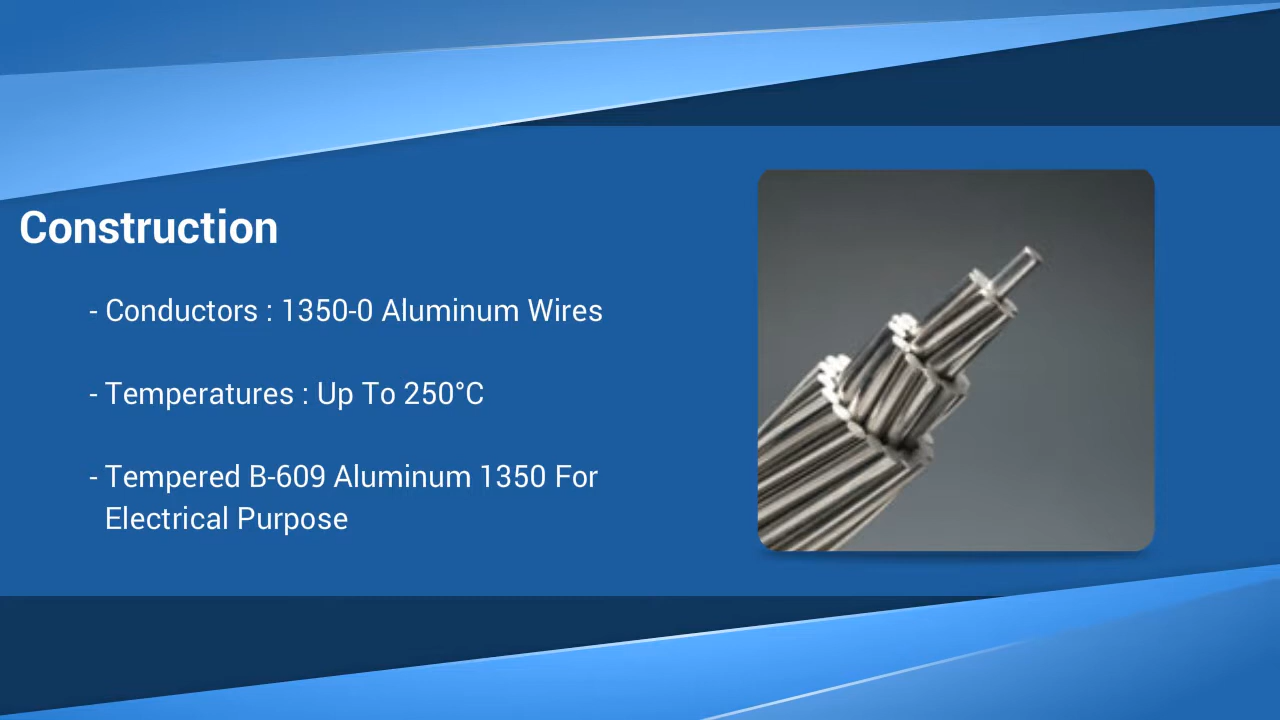 Construction
- Conductors : 1350-0 Aluminum Wires
- Temperatures : Up To 250°C
- Tempered B-609 Aluminum 1350 For
Electrical Purpose